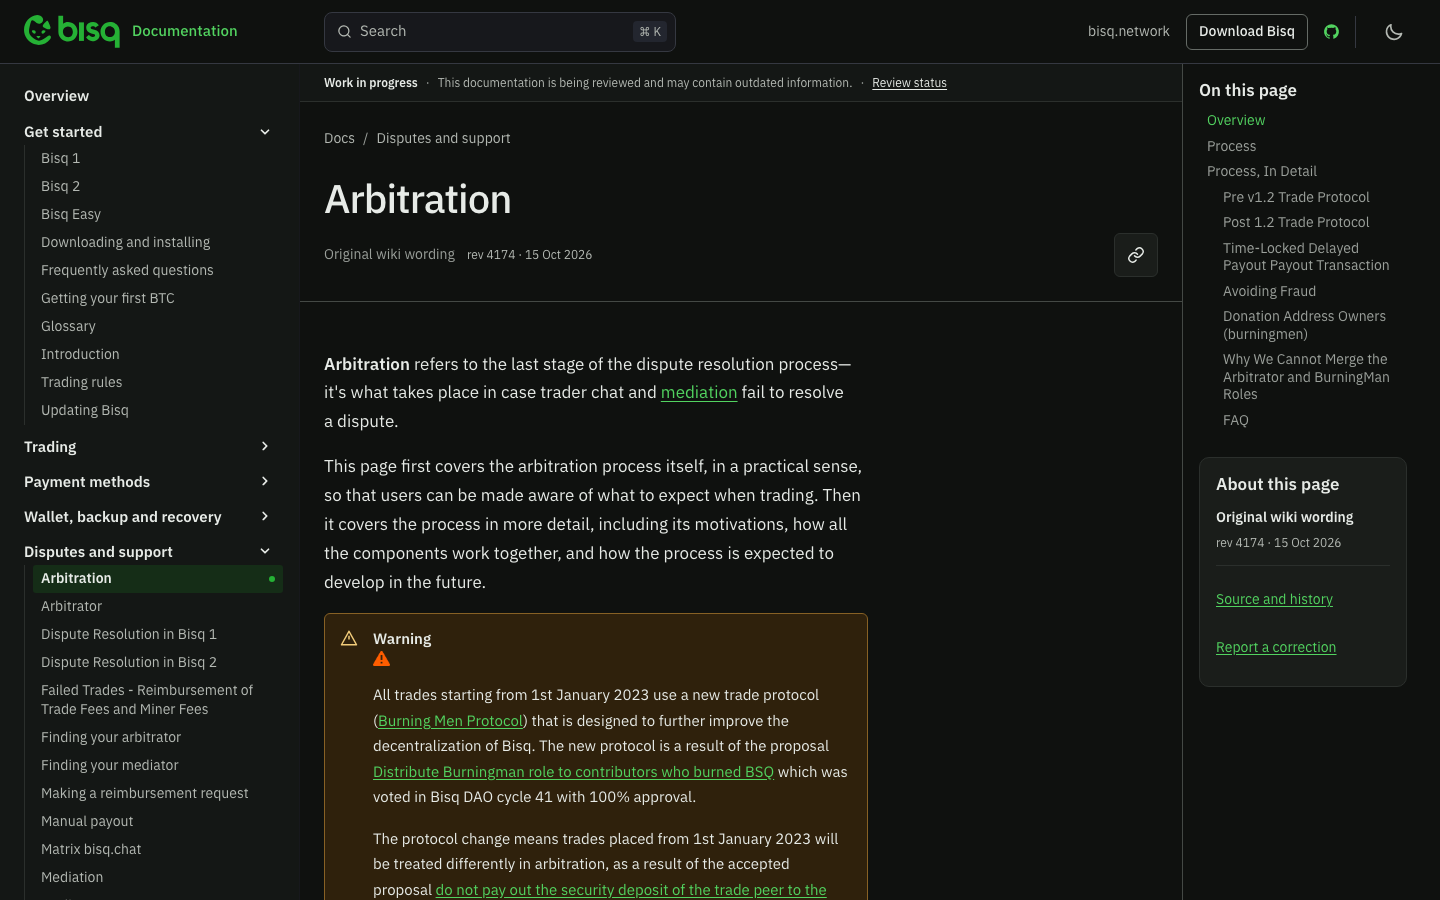 bisq Documentation
Search
⌘ K
bisq.network
Download Bisq
Overview
Get started
Bisq 1
Bisq 2
Bisq Easy
Downloading and installing
Frequently asked questions
Getting your first BTC
Glossary
Introduction
Trading rules
Updating Bisq
Trading
Payment methods
Wallet, backup and recovery
Disputes and support
Arbitration
Arbitrator
Dispute Resolution in Bisq 1
Dispute Resolution in Bisq 2
Failed Trades - Reimbursement of
Trade Fees and Miner Fees
Finding your arbitrator
Finding your mediator
Making a reimbursement request
Manual payout
Matrix bisq.chat
Mediation
Work in progress · This documentation is being reviewed and may contain outdated information. · Review status
Docs / Disputes and support
Arbitration
Original wiki wording rev 4174 · 15 Oct 2026
Arbitration refers to the last stage of the dispute resolution process—
it's what takes place in case trader chat and mediation fail to resolve
a dispute.
This page first covers the arbitration process itself, in a practical sense,
so that users can be made aware of what to expect when trading. Then
it covers the process in more detail, including its motivations, how all
the components work together, and how the process is expected to
develop in the future.
Warning
All trades starting from 1st January 2023 use a new trade protocol
(Burning Men Protocol) that is designed to further improve the
decentralization of Bisq. The new protocol is a result of the proposal
Distribute Burningman role to contributors who burned BSQ which was
voted in Bisq DAO cycle 41 with 100% approval.
The protocol change means trades placed from 1st January 2023 will
be treated differently in arbitration, as a result of the accepted
proposal do not pay out the security deposit of the trade peer to the
On this page
Overview
Process
Process, In Detail
Pre v1.2 Trade Protocol
Post 1.2 Trade Protocol
Time-Locked Delayed
Payout Payout Transaction
Avoiding Fraud
Donation Address Owners
(burningmen)
Why We Cannot Merge the
Arbitrator and BurningMan
Roles
FAQ
About this page
Original wiki wording
rev 4174 · 15 Oct 2026
Source and history
Report a correction